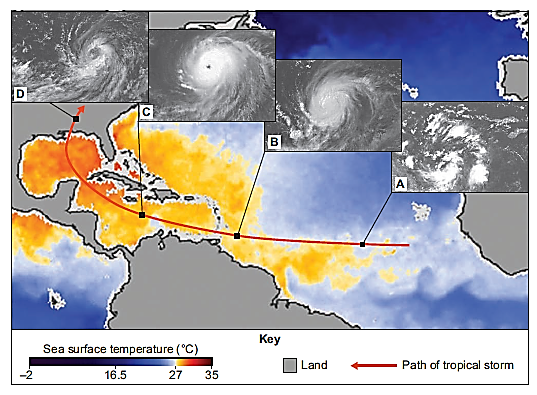 D
C
B
A
Key
Sea surface temperature (°C)
−2 16.5 27 35
Land
Path of tropical storm